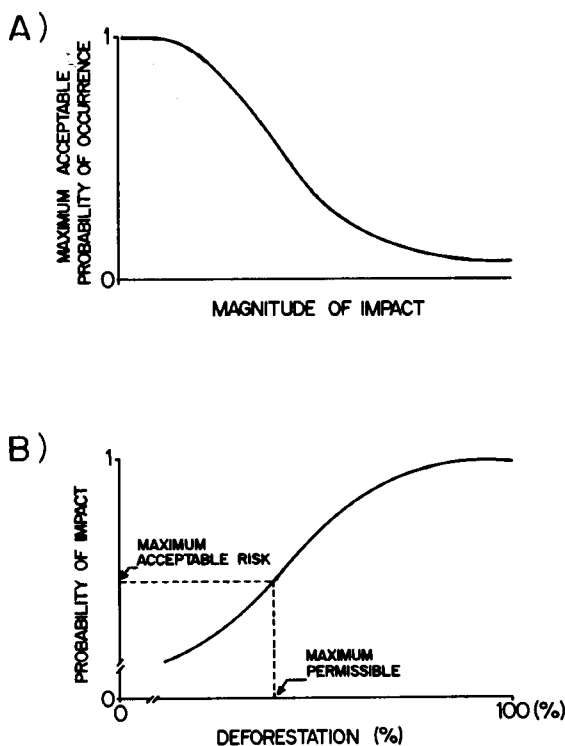 A)
1
MAXIMUM ACCEPTABLE
PROBABILITY OF OCCURRENCE
0
MAGNITUDE OF IMPACT
B)
1
PROBABILITY OF IMPACT
MAXIMUM
ACCEPTABLE RISK
MAXIMUM
PERMISSIBLE
0
0
100 (%)
DEFORESTATION (%)